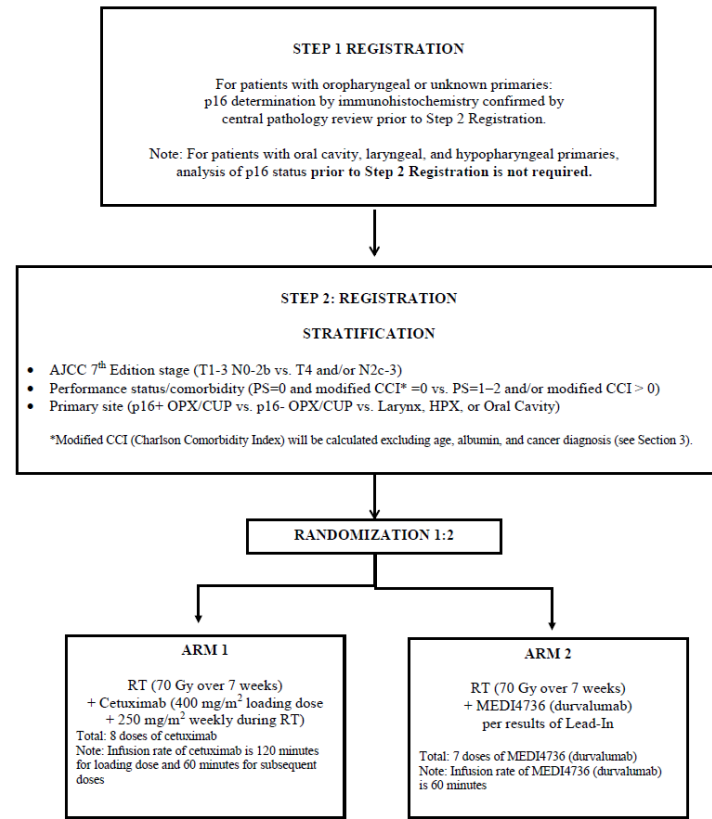 STEP 1 REGISTRATION
For patients with oropharyngeal or unknown primaries:
p16 determination by immunohistochemistry confirmed by
central pathology review prior to Step 2 Registration.
Note: For patients with oral cavity, laryngeal, and hypopharyngeal primaries,
analysis of p16 status prior to Step 2 Registration is not required.
STEP 2: REGISTRATION
STRATIFICATION
• AJCC 7th Edition stage (T1-3 N0-2b vs. T4 and/or N2c-3)
• Performance status/comorbidity (PS=0 and modified CCI* =0 vs. PS=1–2 and/or modified CCI > 0)
• Primary site (p16+ OPX/CUP vs. p16- OPX/CUP vs. Larynx, HPX, or Oral Cavity)
*Modified CCI (Charlson Comorbidity Index) will be calculated excluding age, albumin, and cancer diagnosis (see Section 3).
RANDOMIZATION 1:2
ARM 1
RT (70 Gy over 7 weeks)
+ Cetuximab (400 mg/m2 loading dose
+ 250 mg/m2 weekly during RT)
Total: 8 doses of cetuximab
Note: Infusion rate of cetuximab is 120 minutes
for loading dose and 60 minutes for subsequent
doses
ARM 2
RT (70 Gy over 7 weeks)
+ MEDI4736 (durvalumab)
per results of Lead-In
Total: 7 doses of MEDI4736 (durvalumab)
Note: Infusion rate of MEDI4736 (durvalumab)
is 60 minutes